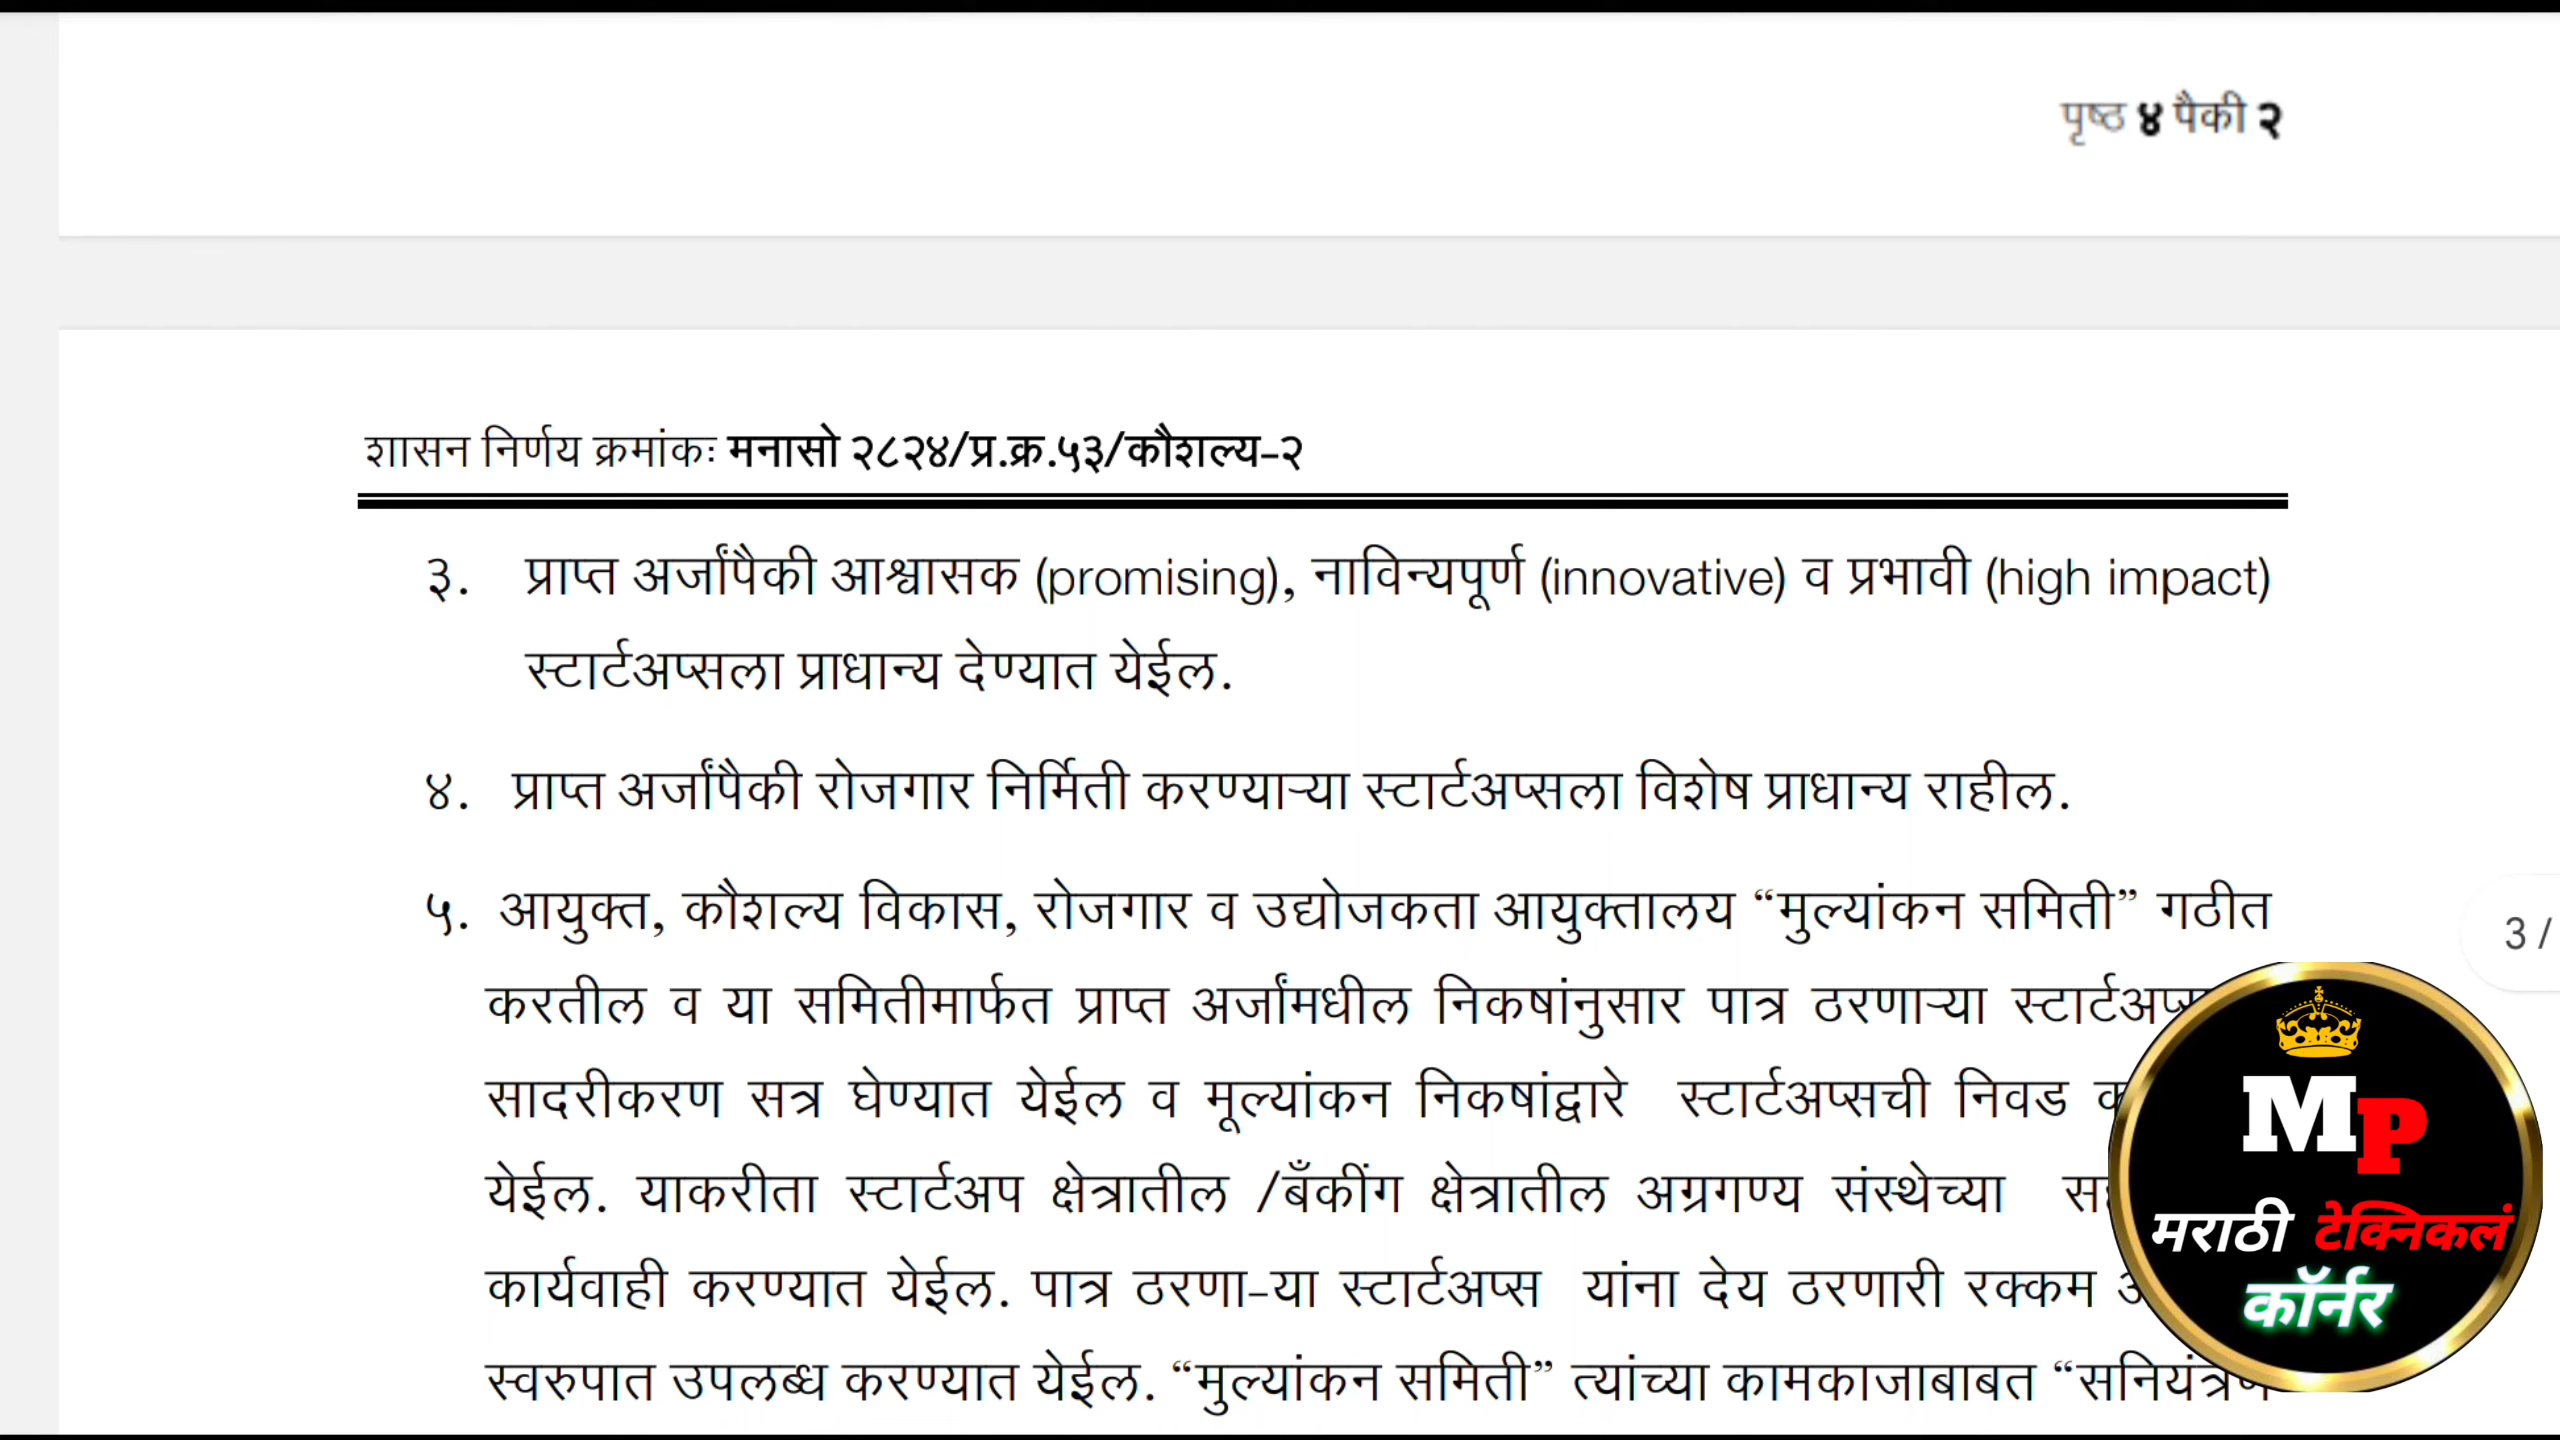 पृष्ठ ४ पैकी २
शासन निर्णय क्रमांकः मनासो २८२४/प्र.क्र.५३/कौशल्य-२
३. प्राप्त अर्जांपैकी आश्वासक (promising), नाविन्यपूर्ण (innovative) व प्रभावी (high impact)
स्टार्टअप्सला प्राधान्य देण्यात येईल.
४. प्राप्त अर्जांपैकी रोजगार निर्मिती करण्याऱ्या स्टार्टअप्सला विशेष प्राधान्य राहील.
५. आयुक्त, कौशल्य विकास, रोजगार व उद्योजकता आयुक्तालय “मुल्यांकन समिती” गठीत
3 /
करतील व या समितीमार्फत प्राप्त अर्जांमधील निकषांनुसार पात्र ठरणाऱ्या
सादरीकरण सत्र घेण्यात येईल व मूल्यांकन निकषांद्वारे स्टार्टअप्सची निवड
येईल. याकरीता स्टार्टअप क्षेत्रातील /बँकींग क्षेत्रातील अग्रगण्य संस्थेच्या
कार्यवाही करण्यात येईल. पात्र ठरणा-या स्टार्टअप्स यांना देय ठरणारी रक्कम
स्वरुपात उपलब्ध करण्यात येईल. “मुल्यांकन समिती” त्यांच्या कामकाजाबाबत “सनियंत्रण
MP
मराठी टेक्निकलं
कॉर्नर